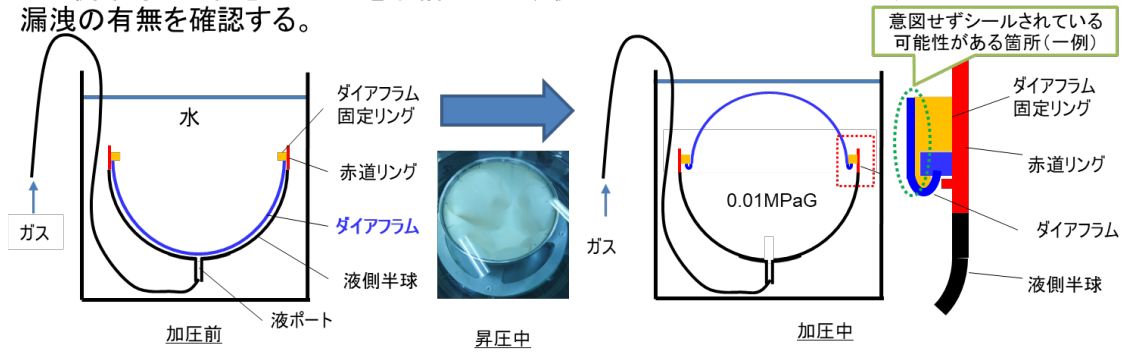 漏洩の有無を確認する。
意図せずシールされている
可能性がある箇所(一例)
水
ダイアフラム
固定リング
赤道リング
ダイアフラム
液側半球
液ポート
ガス
加圧前
昇圧中
0.01MPaG
ガス
加圧中
ダイアフラム
固定リング
赤道リング
ダイアフラム
液側半球